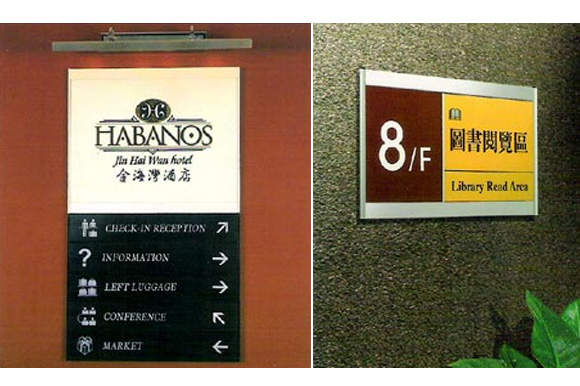 HABANOS
Jin Hai Wan hotel
金海灣酒店
CHECK-IN RECEPTION
INFORMATION
LEFT LUGGAGE
CONFERENCE
MARKET
8/F
圖書閱覽區
Library Read Area